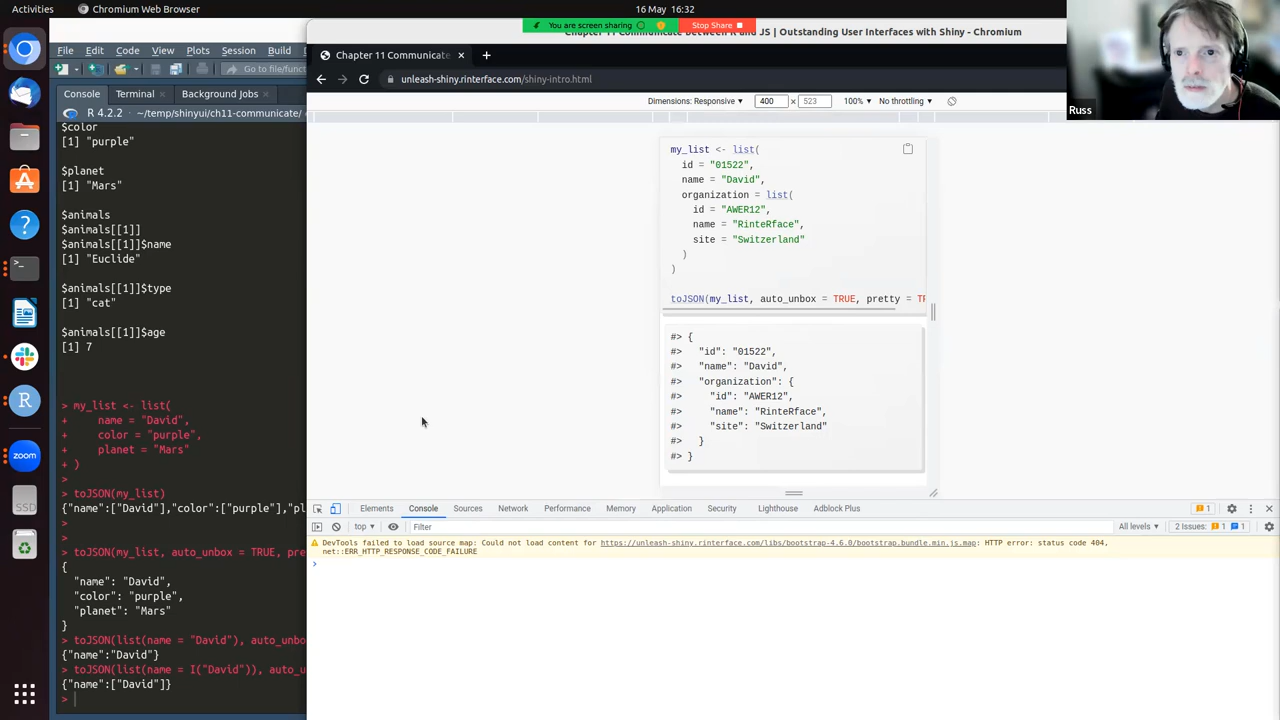 Activities
Chromium Web Browser
16 May 16:32
You are screen sharing
Stop Share
Chapter 11 Communicate between R and JS | Outstanding User Interfaces with Shiny - Chromium
File Edit Code View Plots Session Build
Go to file/func
Console Terminal Background Jobs
R 4.2.2 · ~/temp/shinyui/ch11-communicate/
$color
[1] "purple"
$planet
[1] "Mars"
$animals
$animals[[1]]
$animals[[1]]$name
[1] "Euclide"
$animals[[1]]$type
[1] "cat"
$animals[[1]]$age
[1] 7
> my_list <- list(
+ name = "David",
+ color = "purple",
+ planet = "Mars"
+ )
>
> toJSON(my_list)
{"name":["David"],"color":["purple"],"pl
>
>
> toJSON(my_list, auto_unbox = TRUE, pre
{
"name": "David",
"color": "purple",
"planet": "Mars"
}
> toJSON(list(name = "David"), auto_unbo
{"name":"David"}
> toJSON(list(name = I("David")), auto_u
{"name":["David"]}
>
zoom
SSD
Chapter 11 Communicate
unleash-shiny.rinterface.com/shiny-intro.html
Dimensions: Responsive 400 × 523 100% No throttling
my_list <- list(
id = "01522",
name = "David",
organization = list(
id = "AWER12",
name = "RinteRface",
site = "Switzerland"
)
)
toJSON(my_list, auto_unbox = TRUE, pretty = TR
#> {
#> "id": "01522",
#> "name": "David",
#> "organization": {
#> "id": "AWER12",
#> "name": "RinteRface",
#> "site": "Switzerland"
#> }
#> }
Elements Console Sources Network Performance Memory Application Security Lighthouse Adblock Plus 1
top Filter All levels 2 Issues: 1 1
DevTools failed to load source map: Could not load content for https://unleash-shiny.rinterface.com/libs/bootstrap-4.6.0/bootstrap.bundle.min.js.map: HTTP error: status code 404,
net::ERR_HTTP_RESPONSE_CODE_FAILURE
Russ